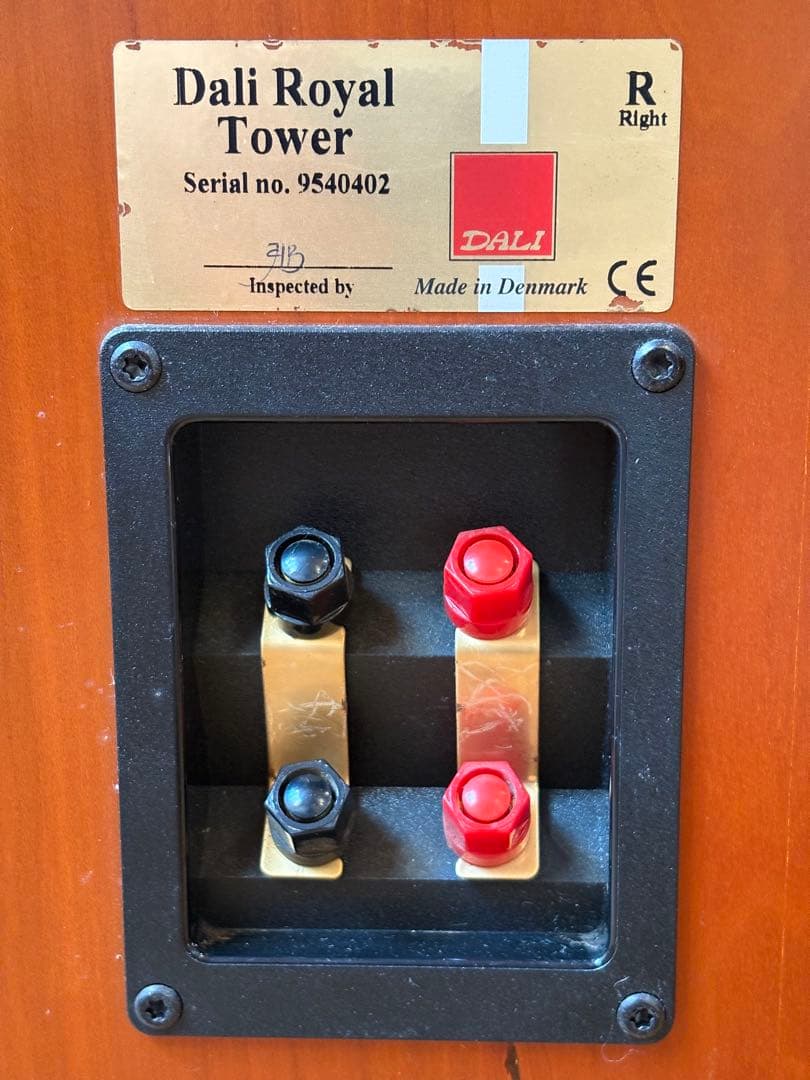 Dali Royal
Tower
Serial no. 9540402
Inspected by
R
Right
DALI
Made in Denmark
CE